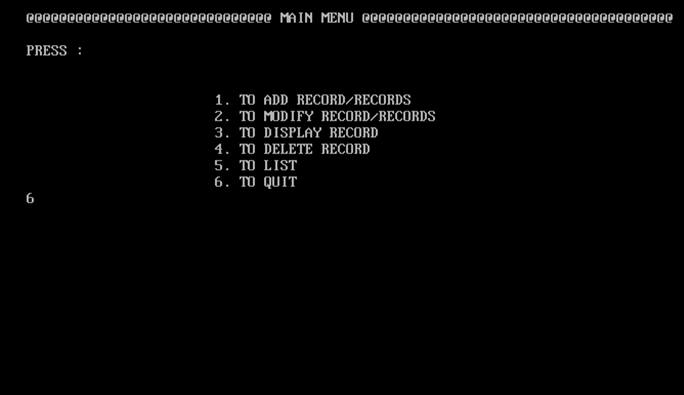 @@@@@@@@@@@@@@@@@@@@@@@@@@@@@@ MAIN MENU @@@@@@@@@@@@@@@@@@@@@@@@@@@@@@@@@@@@@@
PRESS :
1. TO ADD RECORD/RECORDS
2. TO MODIFY RECORD/RECORDS
3. TO DISPLAY RECORD
4. TO DELETE RECORD
5. TO LIST
6. TO QUIT
6